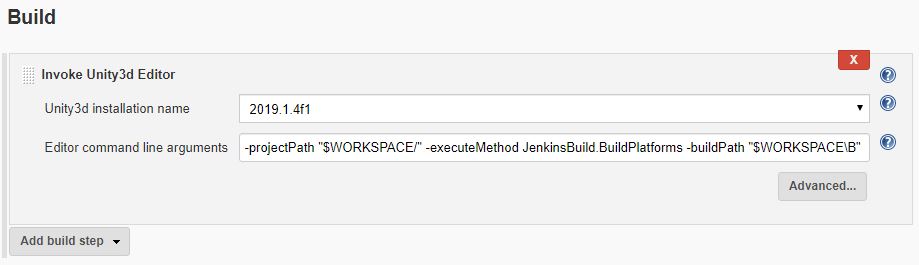 Build
X
Invoke Unity3d Editor
?
Unity3d installation name 2019.1.4f1 ?
Editor command line arguments -projectPath "$WORKSPACE/" -executeMethod JenkinsBuild.BuildPlatforms -buildPath "$WORKSPACE\B" ?
Advanced...
Add build step